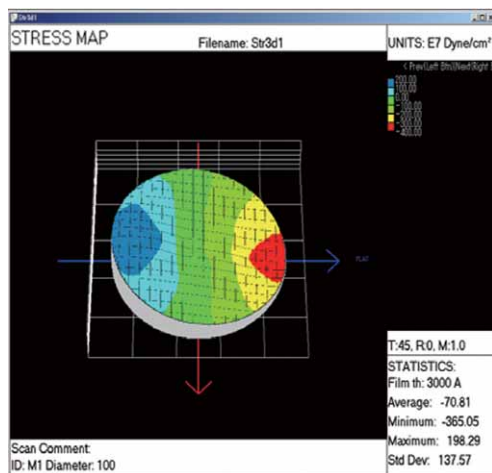 Str3d1
STRESS MAP
Filename: Str3d1
UNITS: E7 Dyne/cm²
< Prev(Left Btn)|Next(Right
200.00
100.00
0.00
-100.00
-200.00
-300.00
-400.00
FLAT
T:45, R:0, M:1.0
STATISTICS:
Film th: 3000 A
Average: -70.81
Minimum: -365.05
Maximum: 198.29
Std Dev: 137.57
Scan Comment:
ID: M1 Diameter: 100